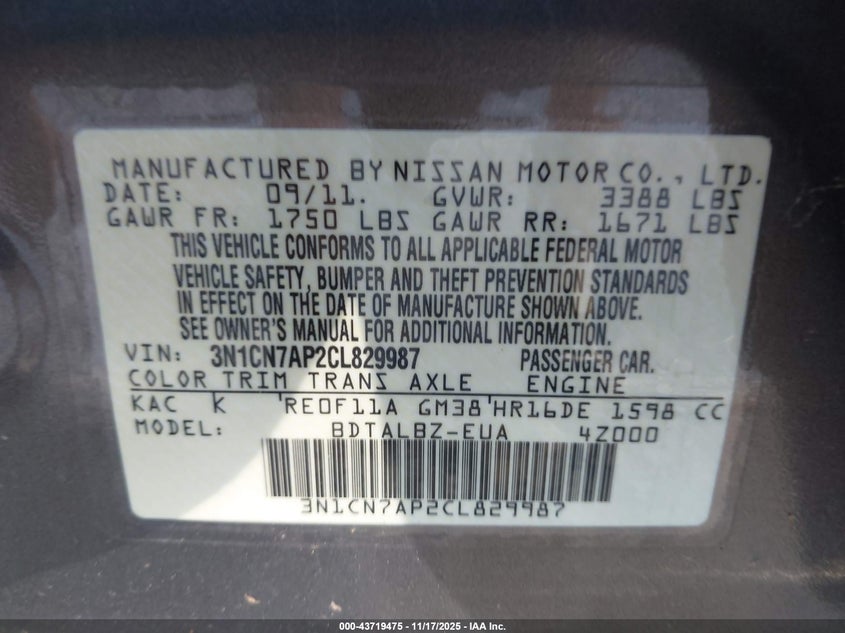 MANUFACTURED BY NISSAN MOTOR CO., LTD.
DATE: 09/11. GVWR: 3388 LBS
GAWR FR: 1750 LBS GAWR RR: 1671 LBS
THIS VEHICLE CONFORMS TO ALL APPLICABLE FEDERAL MOTOR
VEHICLE SAFETY, BUMPER AND THEFT PREVENTION STANDARDS
IN EFFECT ON THE DATE OF MANUFACTURE SHOWN ABOVE.
SEE OWNER'S MANUAL FOR ADDITIONAL INFORMATION.
VIN: 3N1CN7AP2CL829987 PASSENGER CAR.
COLOR TRIM TRANS AXLE ENGINE
KAC K 'RE0F11A GM38'HR16DE 1598 CC
MODEL: BDTALBZ-EUA 4Z000
3N1CN7AP2CL829987
000-43719475 - 11/17/2025 - IAA Inc.